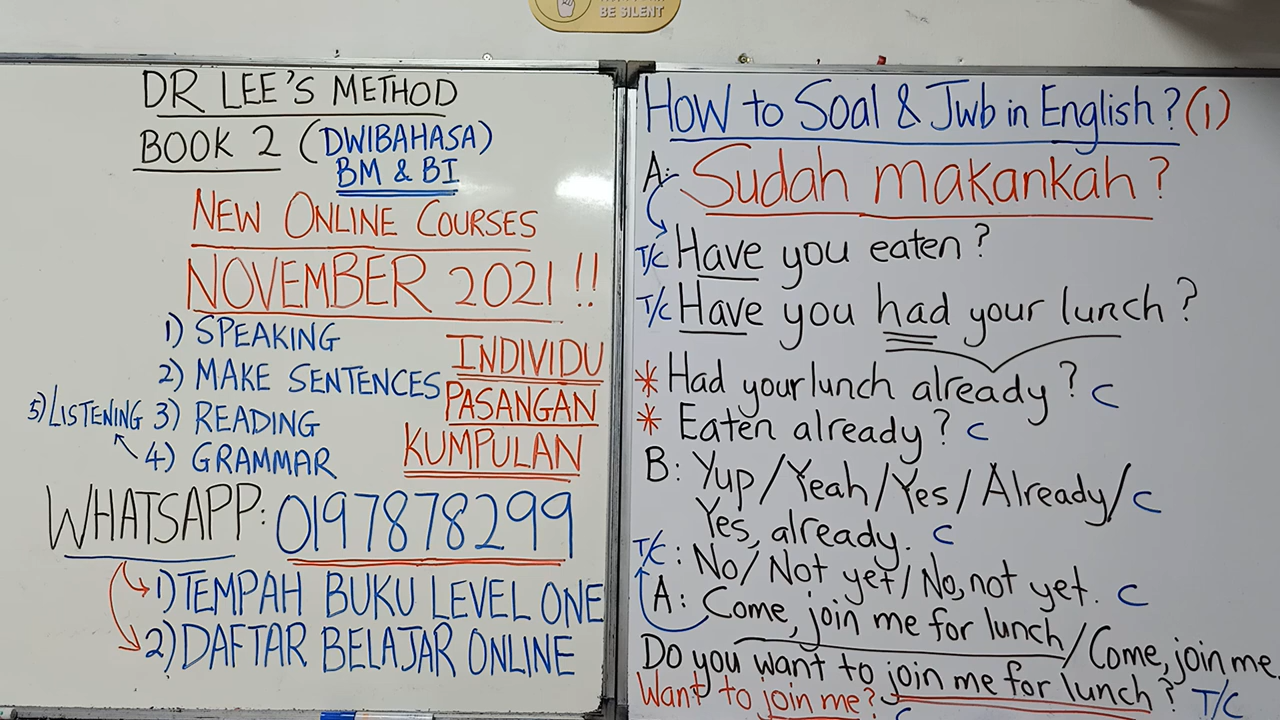 BE SILENT
DR LEE'S METHOD
BOOK 2 (DWIBAHASA)
BM & BI
NEW ONLINE COURSES
NOVEMBER 2021 !!
1) SPEAKING
2) MAKE SENTENCES
3) READING
4) GRAMMAR
5) LISTENING
INDIVIDU
PASANGAN
KUMPULAN
WHATSAPP: 0197878299
1) TEMPAH BUKU LEVEL ONE
2) DAFTAR BELAJAR ONLINE
HOW to Soal & Jwb in English? (1)
A: Sudah makankah?
T/C Have you eaten?
T/C Have you had your lunch?
* Had your lunch already? C
* Eaten already? C
B: Yup/Yeah/Yes/Already/ C
Yes, already. C
T/C: No/Not yet/No, not yet. C
A: Come, join me for lunch/Come, join me.
Do you want to join me for lunch? T/C
Want to join me? C